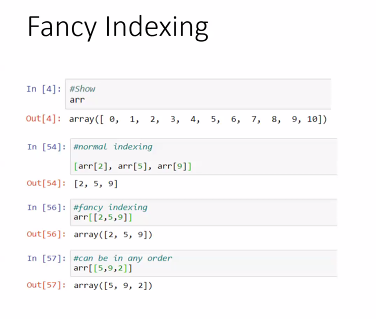 Fancy Indexing
In [4]: #Show
arr
Out[4]: array([ 0, 1, 2, 3, 4, 5, 6, 7, 8, 9, 10])
In [54]: #normal indexing
[arr[2], arr[5], arr[9]]
Out[54]: [2, 5, 9]
In [56]: #fancy indexing
arr[[2,5,9]]
Out[56]: array([2, 5, 9])
In [57]: #can be in any order
arr[[5,9,2]]
Out[57]: array([5, 9, 2])